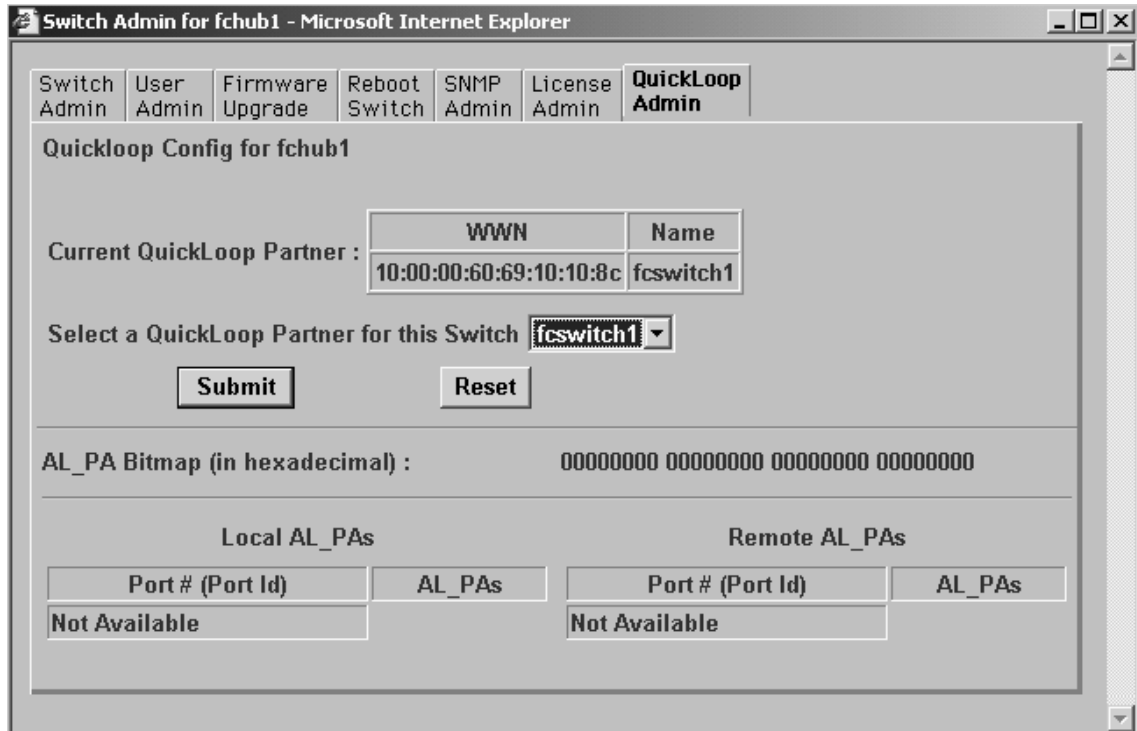 Switch Admin for fchub1 - Microsoft Internet Explorer
Switch Admin
User Admin
Firmware Upgrade
Reboot Switch
SNMP Admin
License Admin
QuickLoop Admin
Quickloop Config for fchub1
WWN Name
Current QuickLoop Partner :
10:00:00:60:69:10:10:8c fcswitch1
Select a QuickLoop Partner for this Switch fcswitch1
Submit Reset
AL_PA Bitmap (in hexadecimal) : 00000000 00000000 00000000 00000000
Local AL_PAs Remote AL_PAs
Port # (Port Id) AL_PAs Port # (Port Id) AL_PAs
Not Available Not Available